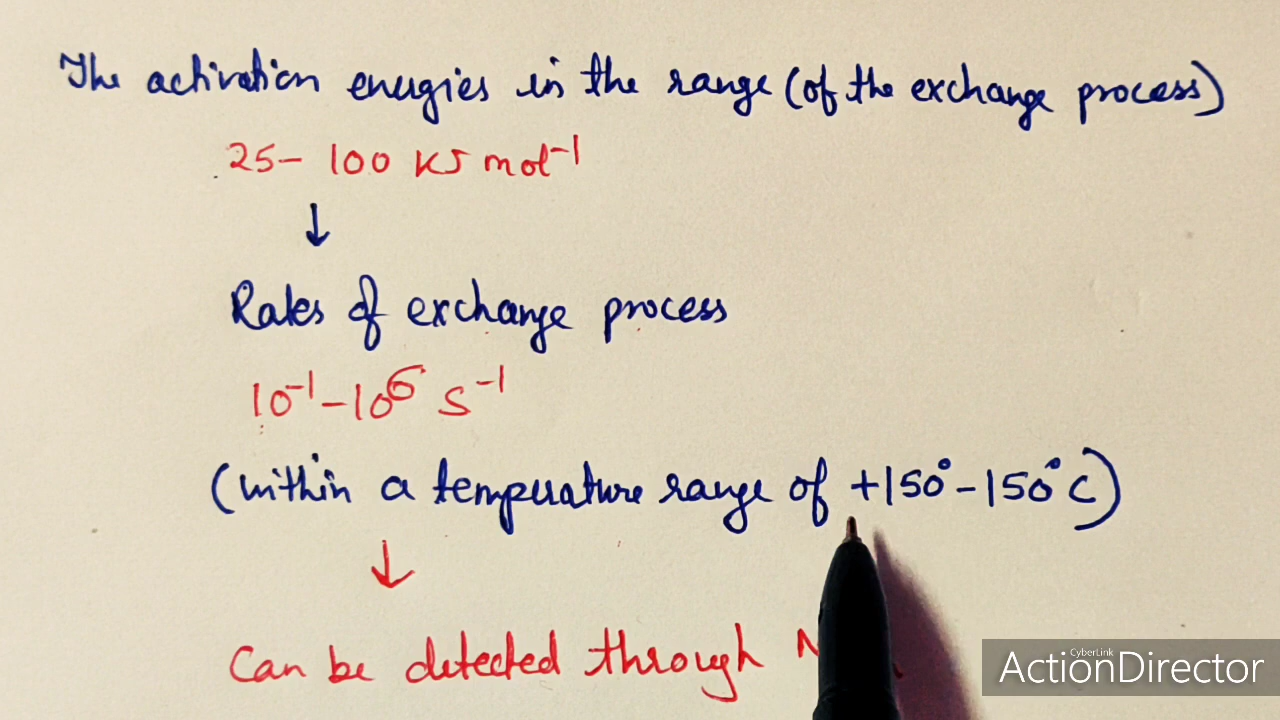 The activation energies in the range (of the exchange process)
25- 100 KJ mol⁻¹
↓
Rates of exchange process
10⁻¹-10⁶ s⁻¹
(within a temperature range of +150°-150°C)
↓
Can be detected through
CyberLink
ActionDirector